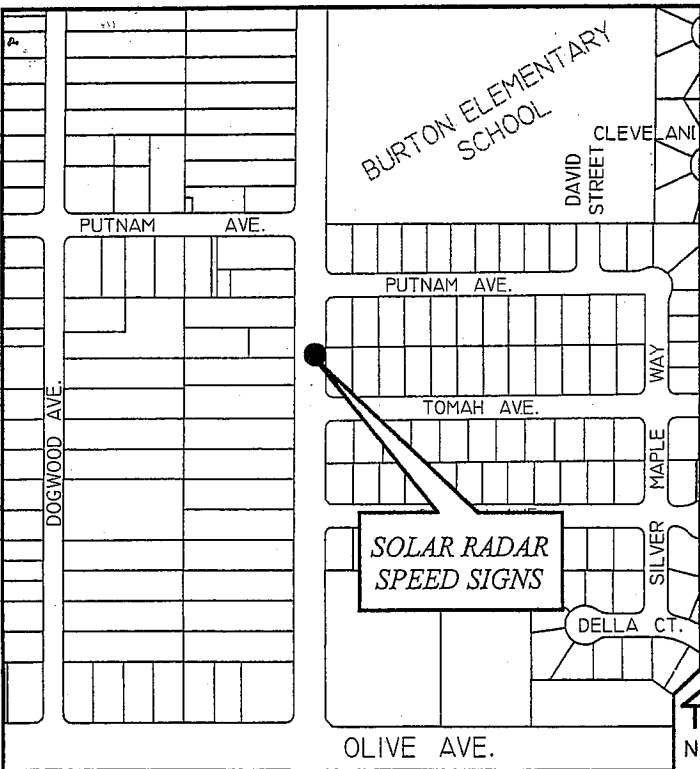 BURTON ELEMENTARY
SCHOOL
CLEVELAND
DAVID
STREET
PUTNAM AVE.
PUTNAM AVE.
WAY
TOMAH AVE.
DOGWOOD AVE.
MAPLE
SOLAR RADAR
SPEED SIGNS
SILVER
DELLA CT.
OLIVE AVE.
N